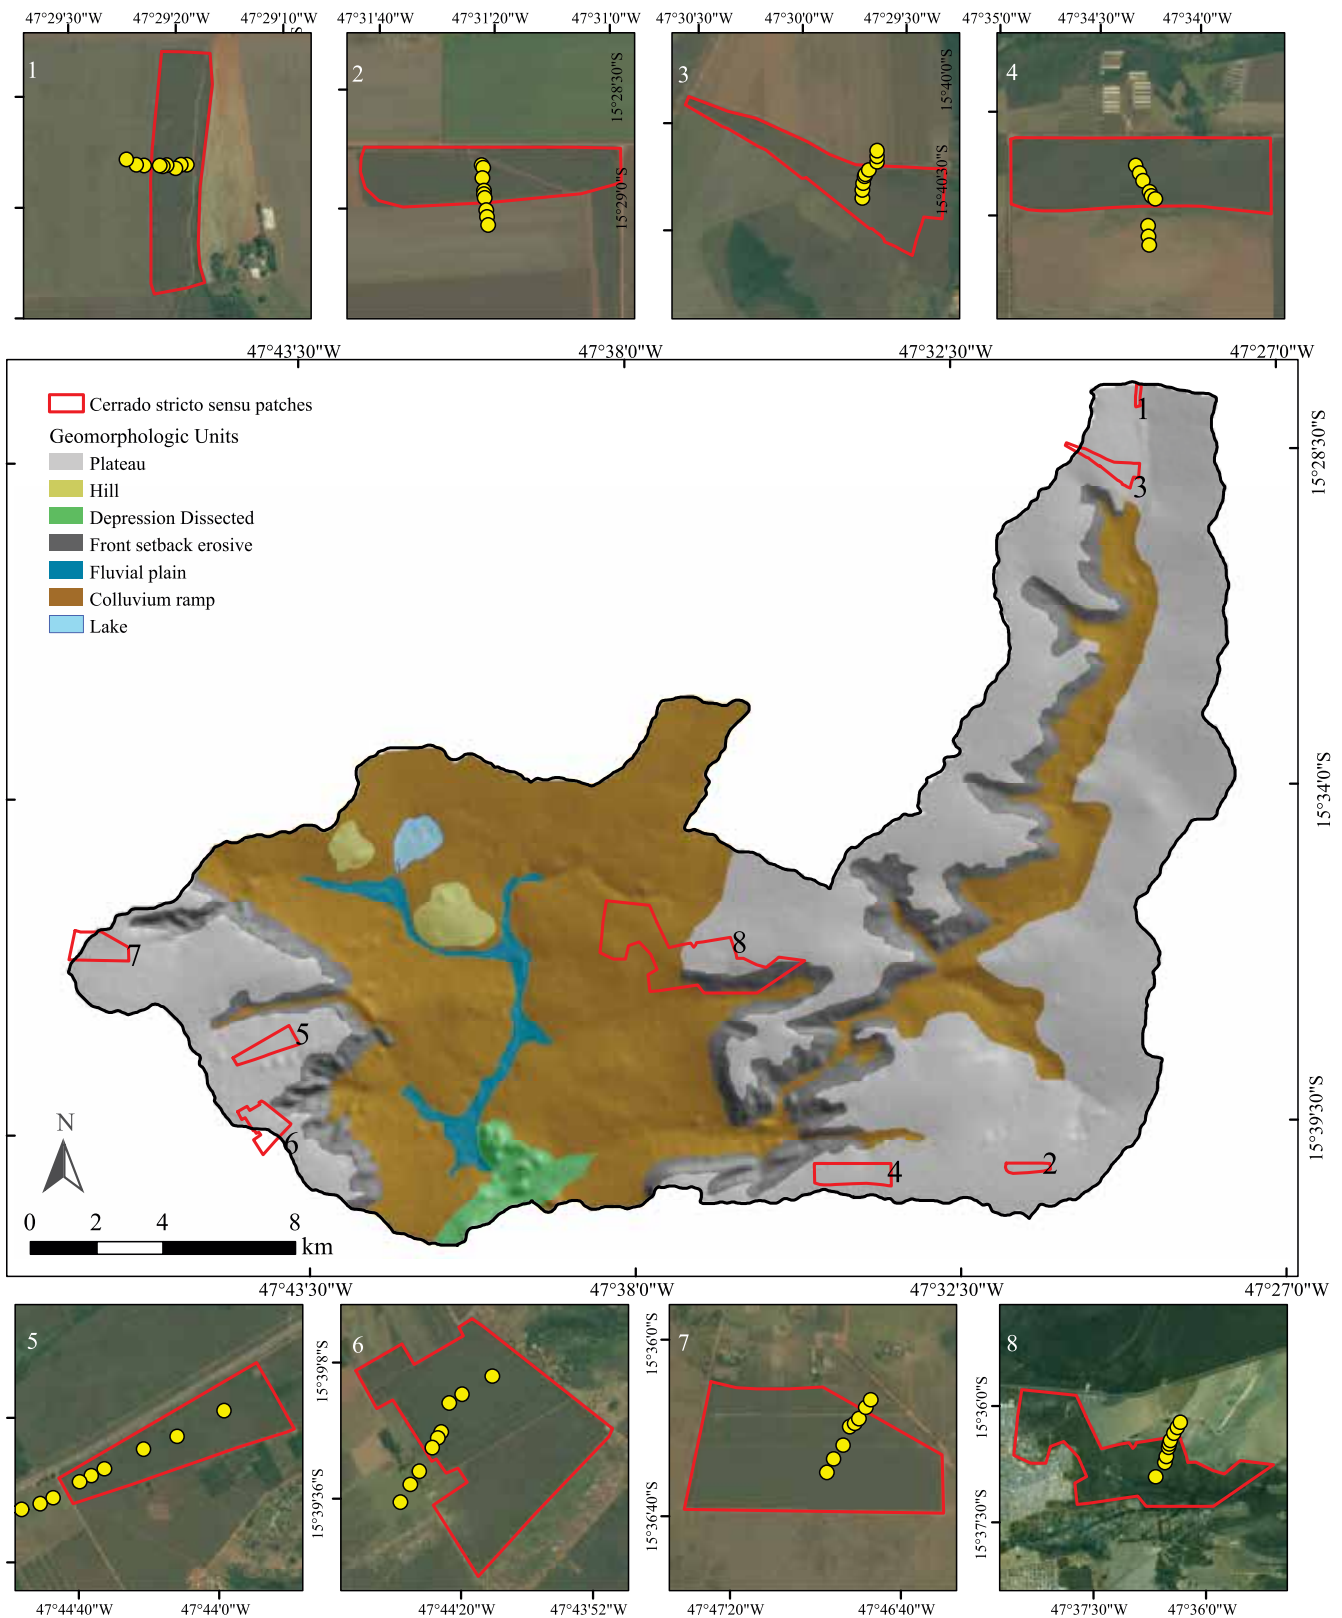 47°29'30"W 47°29'20"W 47°29'10"W 47°31'40"W 47°31'20"W 47°31'0"W 47°30'30"W 47°30'0"W 47°29'30"W 47°35'0"W 47°34'30"W 47°34'0"W
1
2
15°28'30"S
15°29'0"S
3
15°40'0"S
15°40'30"S
4
47°43'30"W 47°38'0"W 47°32'30"W 47°27'0"W
Cerrado stricto sensu patches
Geomorphologic Units
Plateau
Hill
Depression Dissected
Front setback erosive
Fluvial plain
Colluvium ramp
Lake
1
3
15°28'30"S
15°34'0"S
8
7
5
6
4
2
15°39'30"S
N
0 2 4 8
km
47°43'30"W 47°38'0"W 47°32'30"W 47°27'0"W
5
15°39'8"S
15°39'36"S
6
15°36'0"S
15°36'40"S
7
15°36'0"S
15°37'30"S
8
47°44'40"W 47°44'0"W 47°44'20"W 47°43'52"W 47°47'20"W 47°46'40"W 47°37'30"W 47°36'0"W